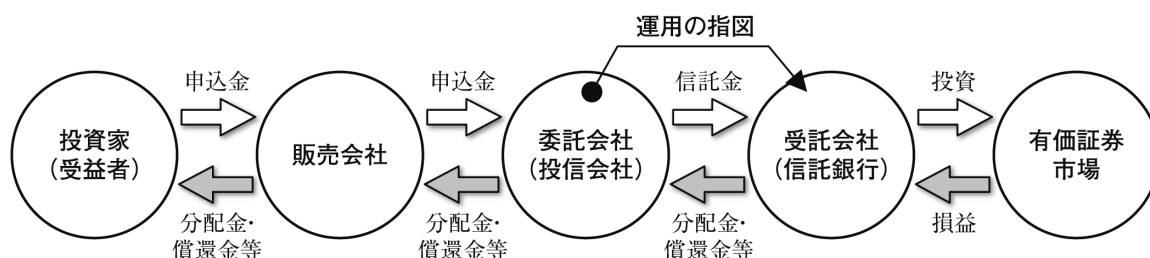 運用の指図
申込金
申込金
信託金
投資
投資家
（受益者）
販売会社
委託会社
（投信会社）
受託会社
（信託銀行）
有価証券
市場
分配金・
償還金等
分配金・
償還金等
分配金・
償還金等
損益